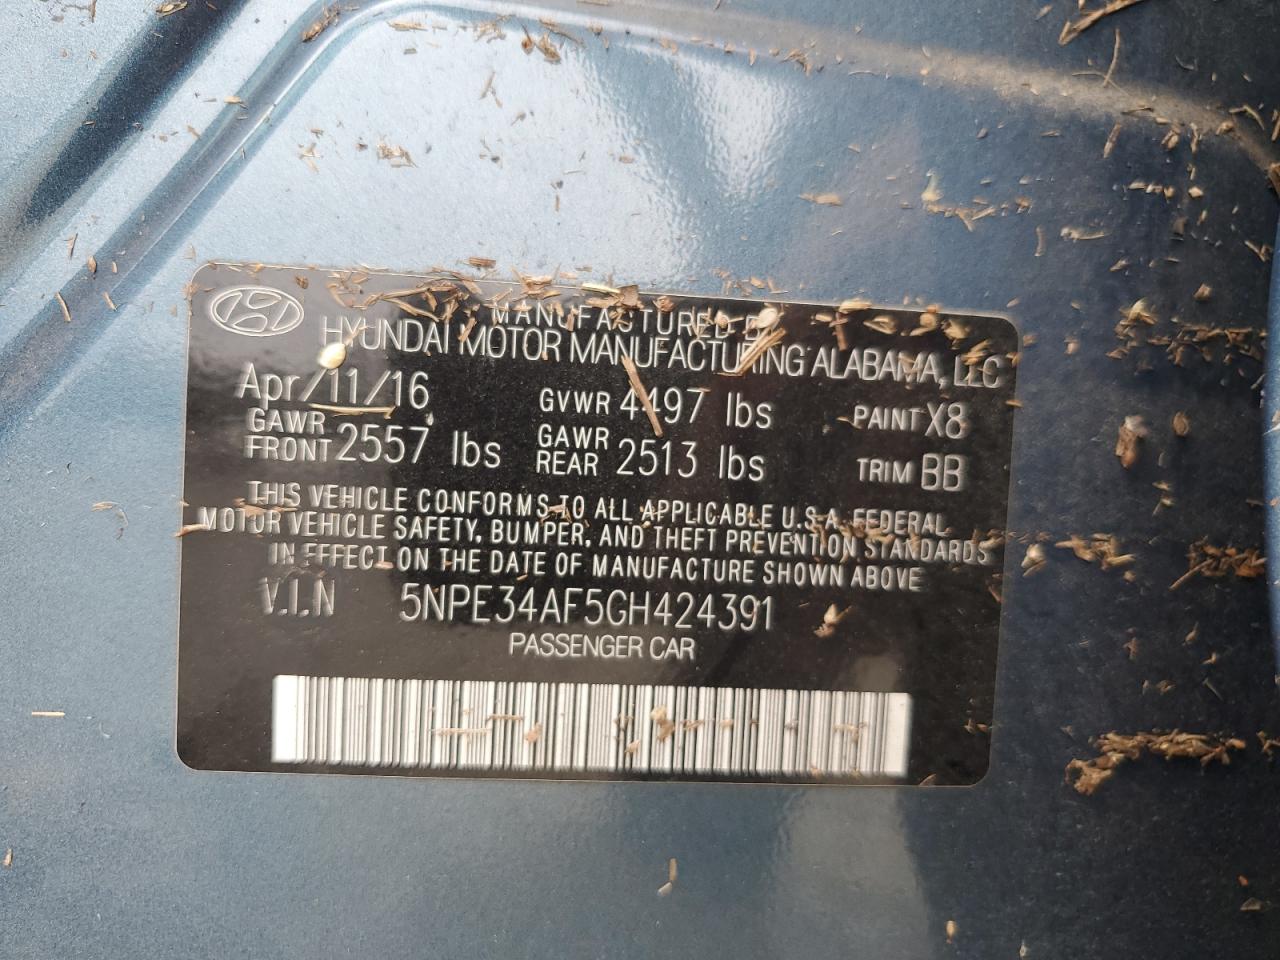 MANUFACTURED BY
HYUNDAI MOTOR MANUFACTURING ALABAMA, LLC
Apr/11/16 GVWR 4497 lbs PAINT X8
GAWR FRONT 2557 lbs GAWR REAR 2513 lbs TRIM BB
THIS VEHICLE CONFORMS TO ALL APPLICABLE U.S.A. FEDERAL
MOTOR VEHICLE SAFETY, BUMPER, AND THEFT PREVENTION STANDARDS
IN EFFECT ON THE DATE OF MANUFACTURE SHOWN ABOVE
V.I.N 5NPE34AF5GH424391
PASSENGER CAR